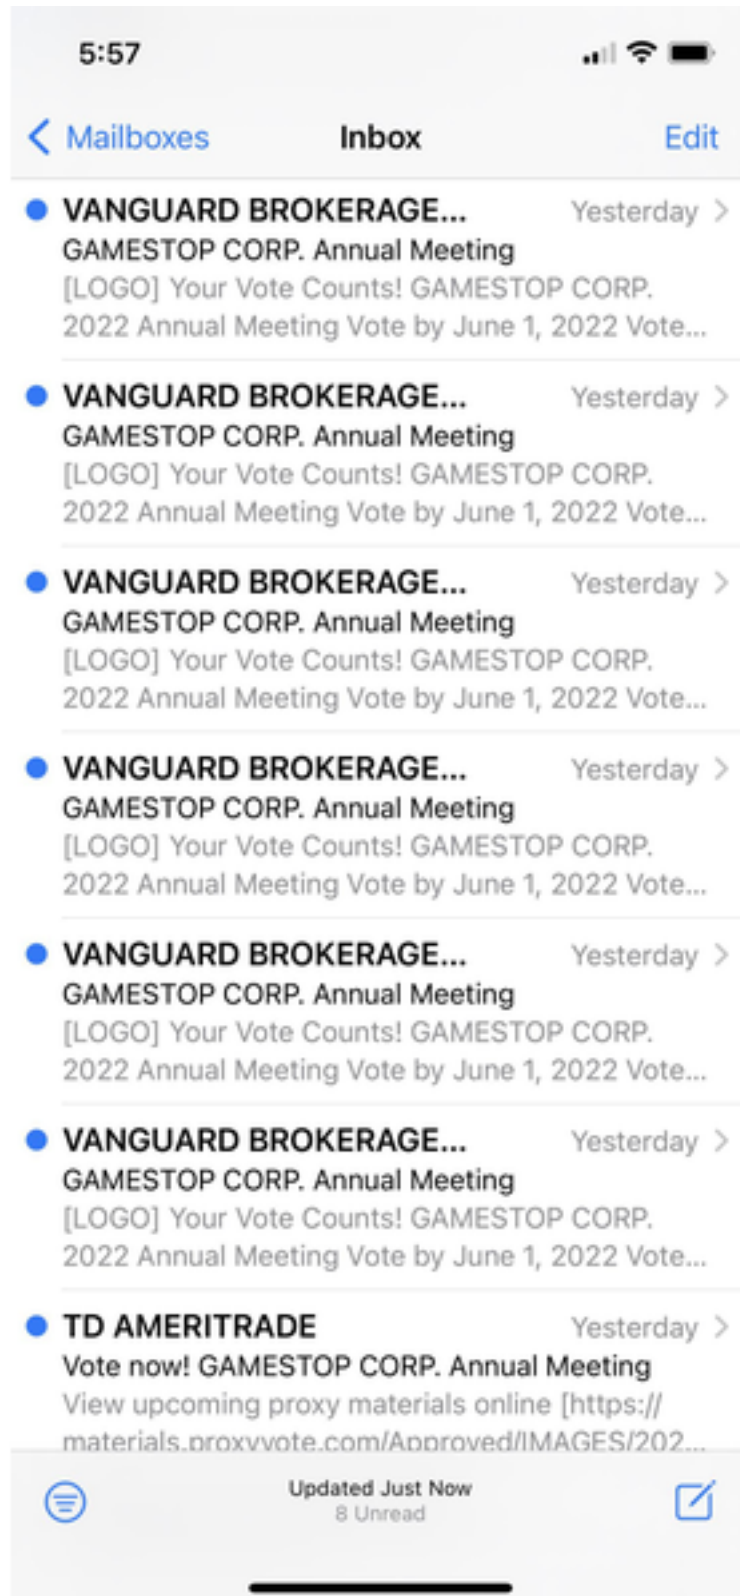 5:57
Mailboxes Inbox Edit
VANGUARD BROKERAGE... Yesterday
GAMESTOP CORP. Annual Meeting
[LOGO] Your Vote Counts! GAMESTOP CORP.
2022 Annual Meeting Vote by June 1, 2022 Vote...
VANGUARD BROKERAGE... Yesterday
GAMESTOP CORP. Annual Meeting
[LOGO] Your Vote Counts! GAMESTOP CORP.
2022 Annual Meeting Vote by June 1, 2022 Vote...
VANGUARD BROKERAGE... Yesterday
GAMESTOP CORP. Annual Meeting
[LOGO] Your Vote Counts! GAMESTOP CORP.
2022 Annual Meeting Vote by June 1, 2022 Vote...
VANGUARD BROKERAGE... Yesterday
GAMESTOP CORP. Annual Meeting
[LOGO] Your Vote Counts! GAMESTOP CORP.
2022 Annual Meeting Vote by June 1, 2022 Vote...
VANGUARD BROKERAGE... Yesterday
GAMESTOP CORP. Annual Meeting
[LOGO] Your Vote Counts! GAMESTOP CORP.
2022 Annual Meeting Vote by June 1, 2022 Vote...
VANGUARD BROKERAGE... Yesterday
GAMESTOP CORP. Annual Meeting
[LOGO] Your Vote Counts! GAMESTOP CORP.
2022 Annual Meeting Vote by June 1, 2022 Vote...
TD AMERITRADE Yesterday
Vote now! GAMESTOP CORP. Annual Meeting
View upcoming proxy materials online [https://
materials.proxyvote.com/Approved/IMAGES/202...
Updated Just Now
8 Unread